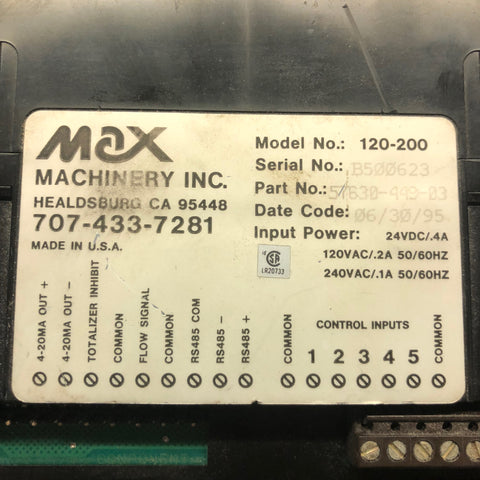 MAX
MACHINERY INC.
HEALDSBURG CA 95448
707-433-7281
MADE IN U.S.A.
Model No.: 120-200
Serial No.: B500623
Part No.:
Date Code: 06/30/95
Input Power: 24VDC/.4A
120VAC/.2A 50/60HZ
240VAC/.1A 50/60HZ
LR20733
4-20MA OUT +
4-20MA OUT -
TOTALIZER INHIBIT
COMMON
FLOW SIGNAL
COMMON
RS485 COM
RS485 -
RS485 +
COMMON
CONTROL INPUTS
1 2 3 4 5
COMMON